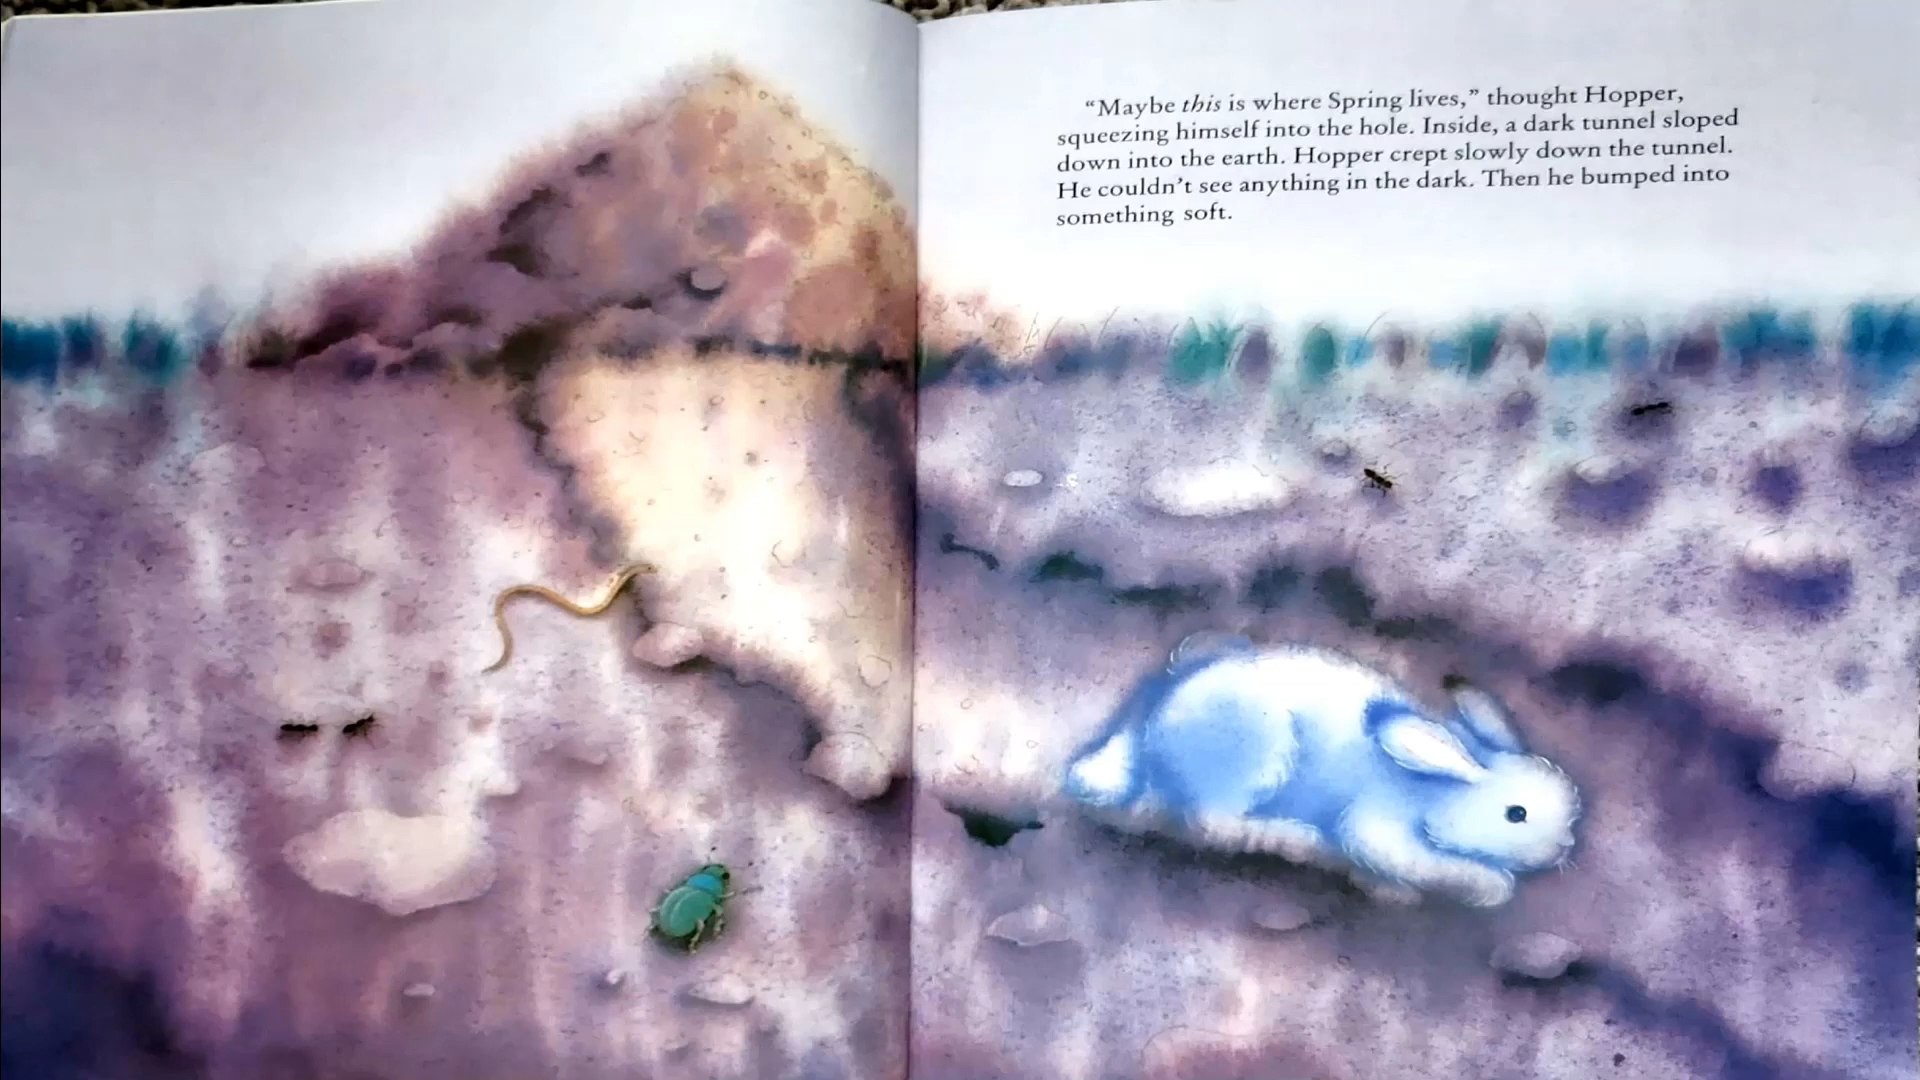 “Maybe this is where Spring lives,” thought Hopper,
squeezing himself into the hole. Inside, a dark tunnel sloped
down into the earth. Hopper crept slowly down the tunnel.
He couldn’t see anything in the dark. Then he bumped into
something soft.